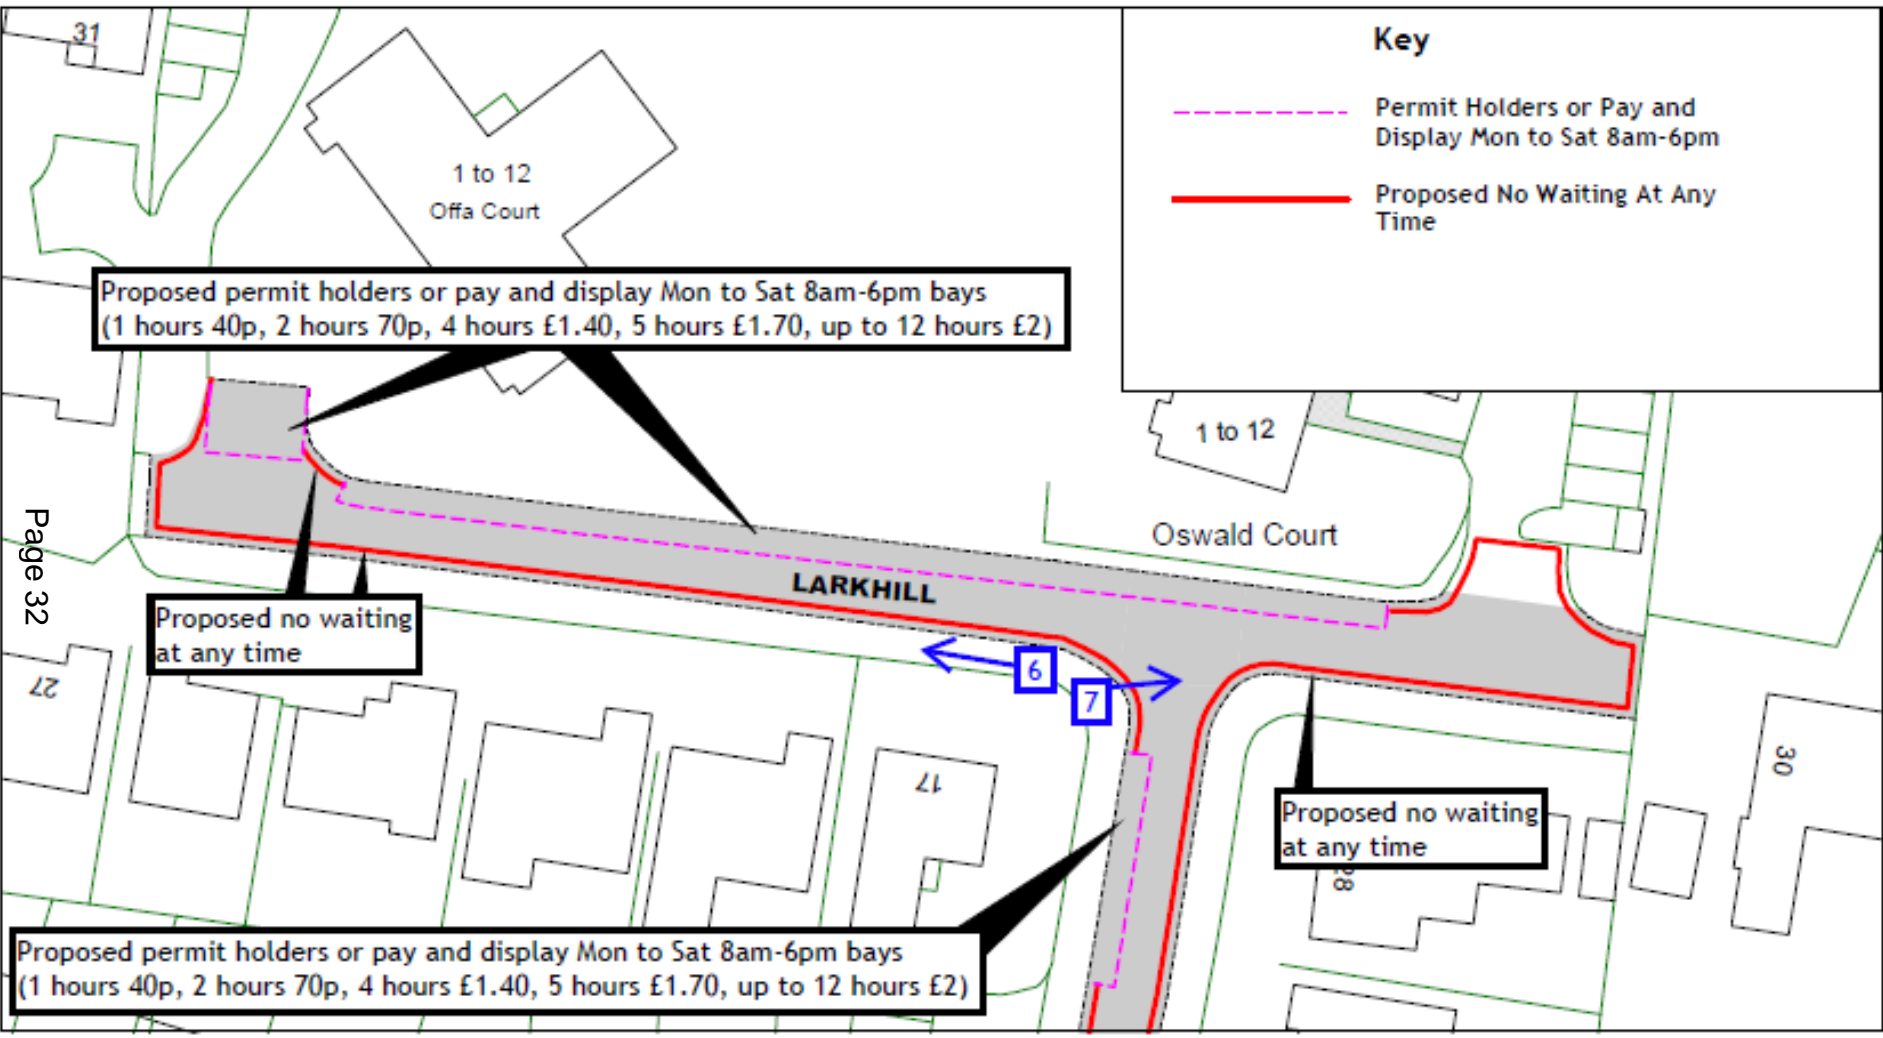 31
Key
Permit Holders or Pay and
Display Mon to Sat 8am-6pm
Proposed No Waiting At Any
Time
1 to 12
Offa Court
Proposed permit holders or pay and display Mon to Sat 8am-6pm bays
(1 hours 40p, 2 hours 70p, 4 hours £1.40, 5 hours £1.70, up to 12 hours £2)
1 to 12
Oswald Court
Page 32
LARKHILL
Proposed no waiting
at any time
6
7
27
17
30
Proposed no waiting
at any time
28
Proposed permit holders or pay and display Mon to Sat 8am-6pm bays
(1 hours 40p, 2 hours 70p, 4 hours £1.40, 5 hours £1.70, up to 12 hours £2)